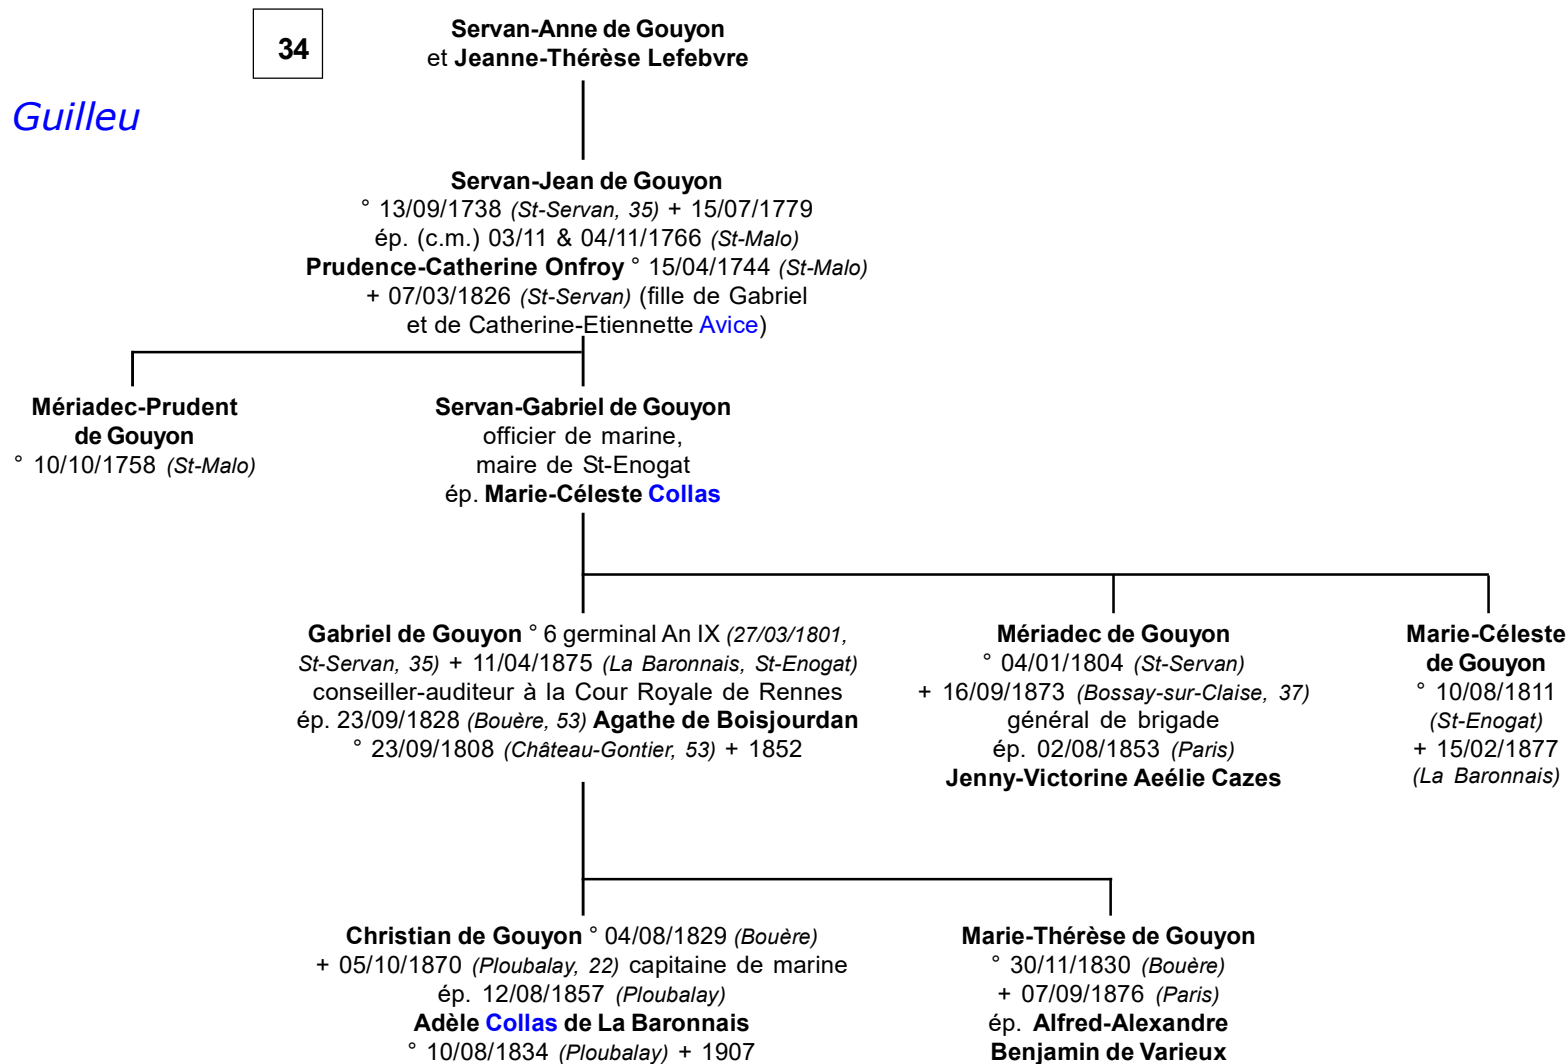 34
Servan-Anne de Gouyon
et Jeanne-Thérèse Lefebvre
Guilleu
Servan-Jean de Gouyon
° 13/09/1738 (St-Servan, 35) + 15/07/1779
ép. (c.m.) 03/11 & 04/11/1766 (St-Malo)
Prudence-Catherine Onfroy ° 15/04/1744 (St-Malo)
+ 07/03/1826 (St-Servan) (fille de Gabriel
et de Catherine-Etiennette Avice)
Mériadec-Prudent
de Gouyon
° 10/10/1758 (St-Malo)
Servan-Gabriel de Gouyon
officier de marine,
maire de St-Enogat
ép. Marie-Céleste Collas
Gabriel de Gouyon ° 6 germinal An IX (27/03/1801,
St-Servan, 35) + 11/04/1875 (La Baronnais, St-Enogat)
conseiller-auditeur à la Cour Royale de Rennes
ép. 23/09/1828 (Bouère, 53) Agathe de Boisjourdan
° 23/09/1808 (Château-Gontier, 53) + 1852
Mériadec de Gouyon
° 04/01/1804 (St-Servan)
+ 16/09/1873 (Bossay-sur-Claise, 37)
général de brigade
ép. 02/08/1853 (Paris)
Jenny-Victorine Aeélie Cazes
Marie-Céleste
de Gouyon
° 10/08/1811
(St-Enogat)
+ 15/02/1877
(La Baronnais)
Christian de Gouyon ° 04/08/1829 (Bouère)
+ 05/10/1870 (Ploubalay, 22) capitaine de marine
ép. 12/08/1857 (Ploubalay)
Adèle Collas de La Baronnais
° 10/08/1834 (Ploubalay) + 1907
Marie-Thérèse de Gouyon
° 30/11/1830 (Bouère)
+ 07/09/1876 (Paris)
ép. Alfred-Alexandre
Benjamin de Varieux